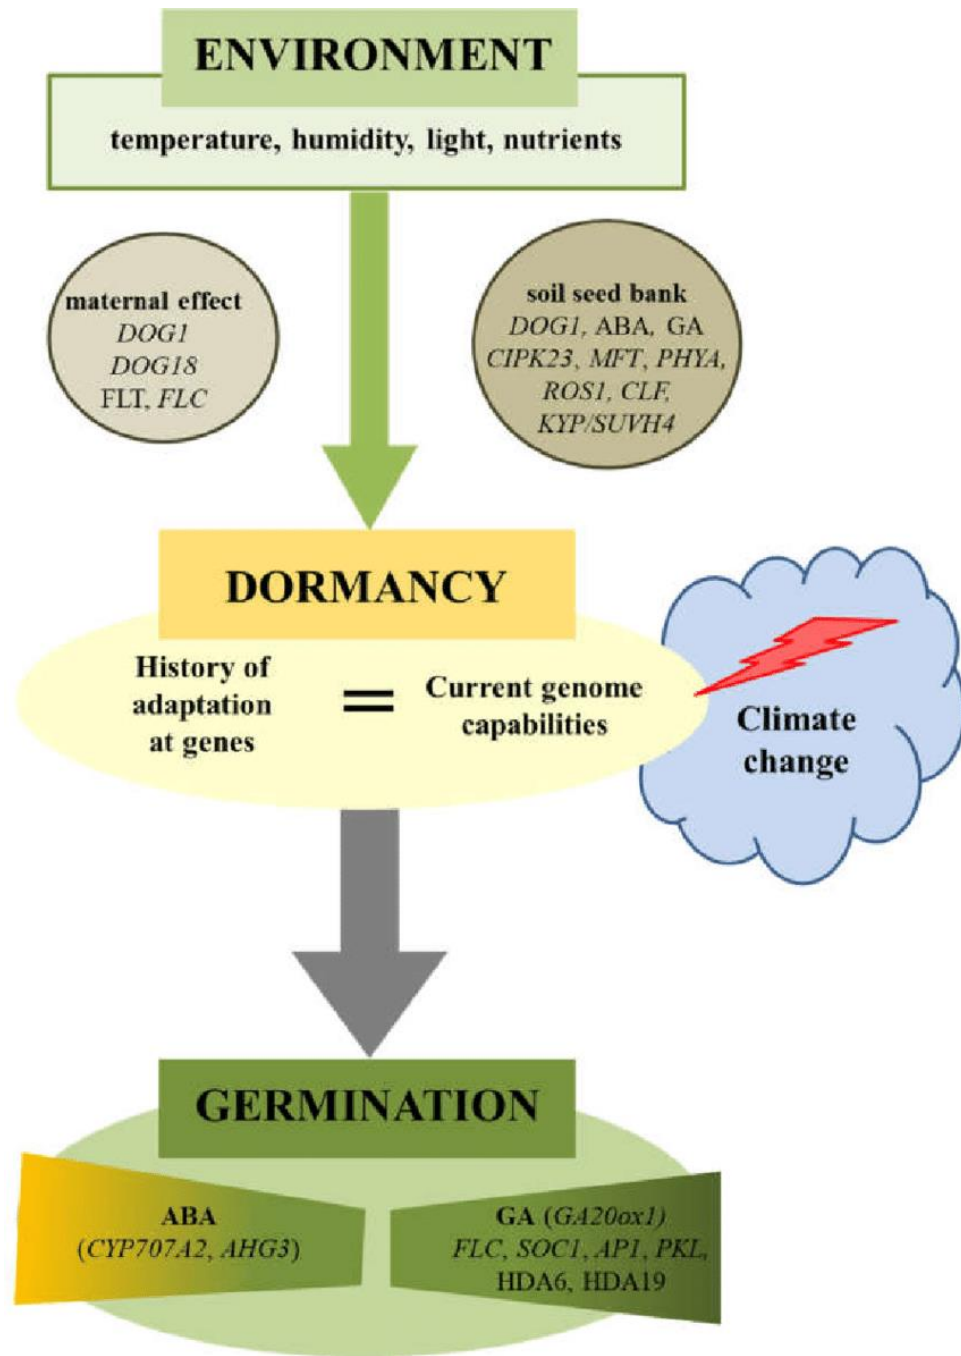 ENVIRONMENT
temperature, humidity, light, nutrients
maternal effect
DOG1
DOG18
FLT, FLC
soil seed bank
DOG1, ABA, GA
CIPK23, MFT, PHYA,
ROS1, CLF,
KYP/SUVH4
DORMANCY
History of
adaptation
at genes
=
Current genome
capabilities
Climate
change
GERMINATION
ABA
(CYP707A2, AHG3)
GA (GA20ox1)
FLC, SOC1, AP1, PKL,
HDA6, HDA19